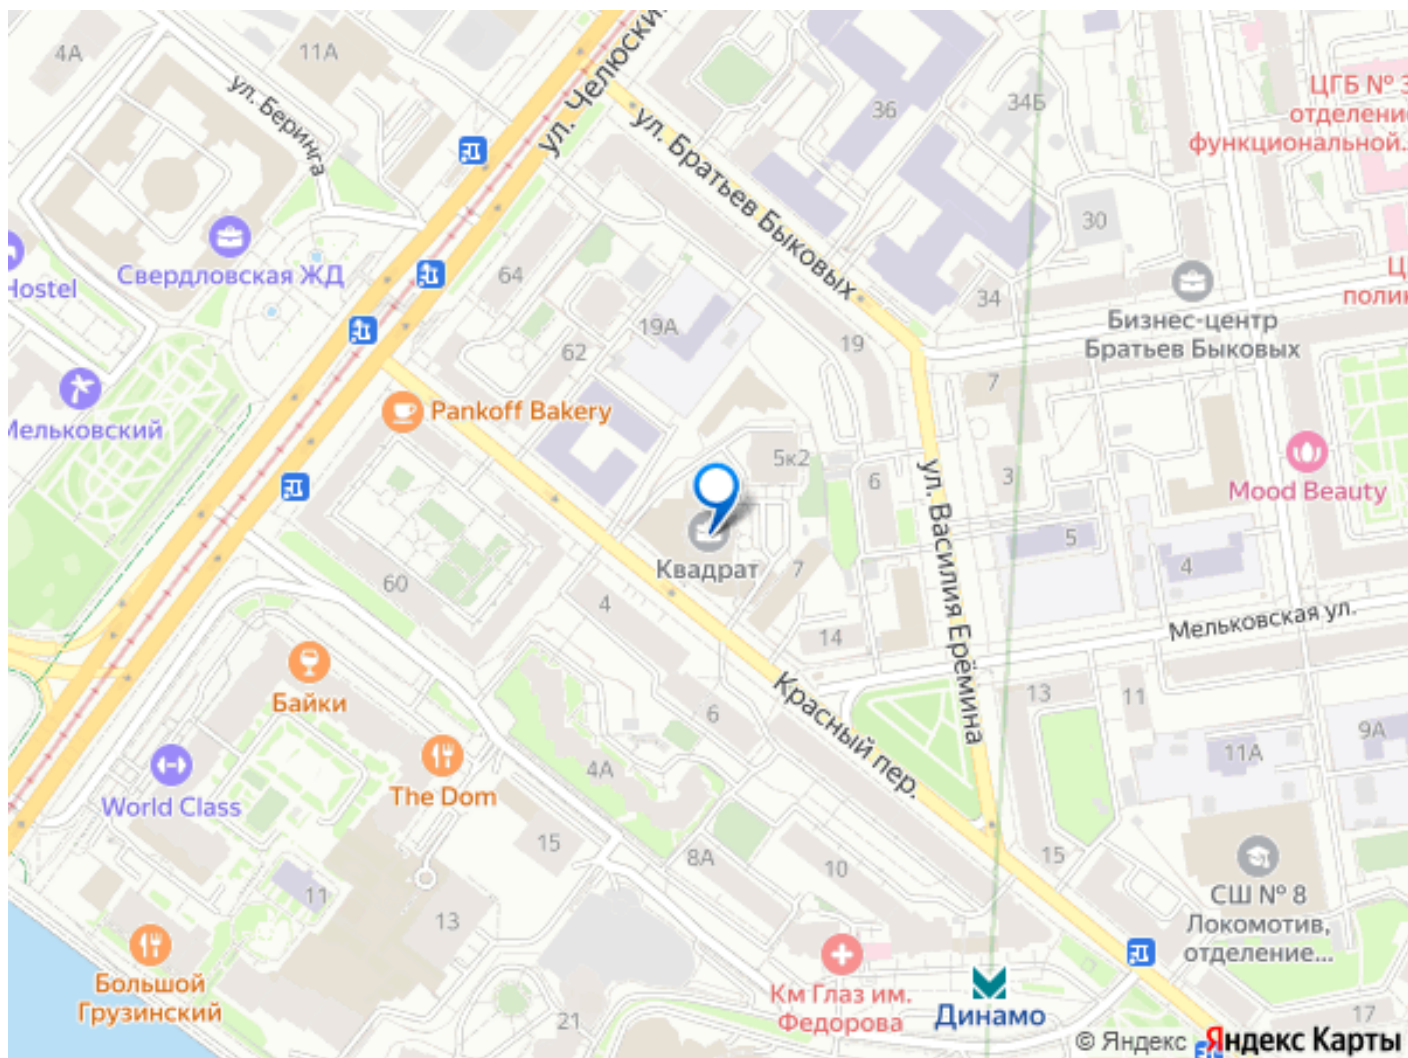 4А
11А
ул. Беринга
ул. Челюски
36
34Б
ЦГБ № 3
отделени
функциональной.
ул. Братьев Быковых
30
Свердловская ЖД
Hostel
64
34
Ц
поли
Бизнес-центр
Братьев Быковых
19А
19
62
7
Мельковский
Pankoff Bakery
5к2
6
3
Mood Beauty
ул. Василия Ерёмина
5
4
Квадрат
7
60
4
14
Мельковская ул.
Байки
Красный пер.
13
11
6
9А
11А
4А
World Class
The Dom
15
8А
10
15
СШ № 8
Локомотив,
отделение...
11
13
Большой
Грузинский
Км Глаз им.
Федорова
Динамо
21
17
© Яндекс Яндекс Карты